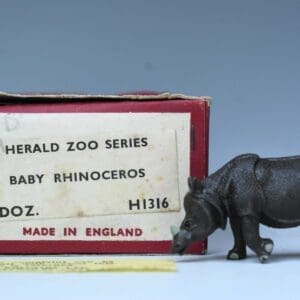 HERALD ZOO SERIES
BABY RHINOCEROS
DOZ. H1316
MADE IN ENGLAND